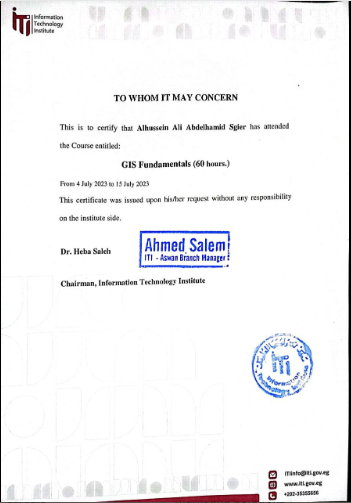 iTi
Information
Technology
Institute
TO WHOM IT MAY CONCERN
This is to certify that Alhussein Ali Abdelhamid Sgier has attended
the Course entitled:
GIS Fundamentals (60 hours.)
From 4 July 2023 to 15 July 2023
This certificate was issued upon his/her request without any responsibility
on the institute side.
Dr. Heba Saleh
Ahmed Salem
ITI - Aswan Branch Manager
Chairman, Information Technology Institute
iTi
Information
Technology
ITIinfo@iti.gov.eg
www.iti.gov.eg
+202-35355656